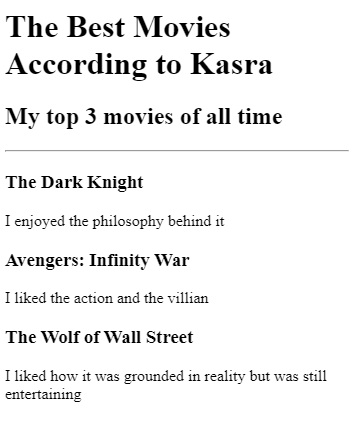 The Best Movies
According to Kasra
My top 3 movies of all time
The Dark Knight
I enjoyed the philosophy behind it
Avengers: Infinity War
I liked the action and the villian
The Wolf of Wall Street
I liked how it was grounded in reality but was still
entertaining